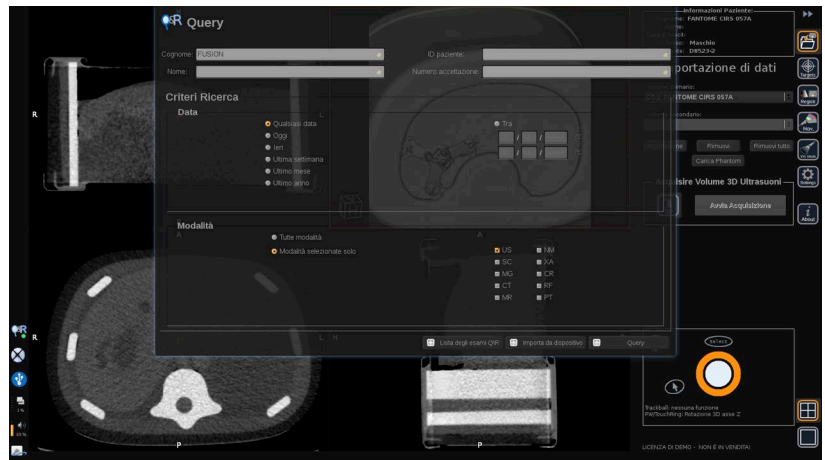 Q&R Query
Informazioni Paziente:
FANTOME CIRS 057A
Maschio
D8523-2
Cognome: FUSION
ID paziente:
Nome:
Numero accettazione:
Criteri Ricerca
Data
Qualsiasi data
Oggi
Ieri
Ultima settimana
Ultimo mese
Ultimo anno
Tra
/ /
/ /
Modalità
Tutte modalità
Modalità selezionate solo
US NM
SC XA
MG CR
CT RF
MR PT
Lista degli esami Q\R
Importa da dispositivo
Query
portazione di dati
FANTOME CIRS 057A
Rimuovi
Rimuovi tutto
Carica Phantom
Acquisire Volume 3D Ultrasuoni
Avvia Acquisizione
Targets
Regist
Nav.
Settings
About
R
L
A
A
R
L H
P
P
Q&R
Select
Trackball: nessuna funzione
PW/TouchRing: Rotazione 3D asse Z
LICENZA DI DEMO - NON È IN VENDITA!